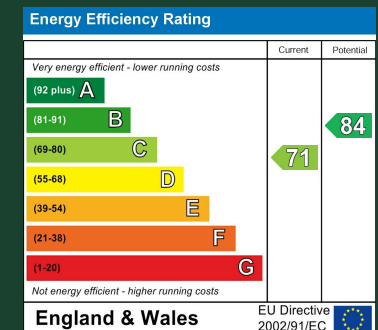 Energy Efficiency Rating
Current Potential
Very energy efficient - lower running costs
(92 plus) A
(81-91) B
84
(69-80) C
71
(55-68) D
(39-54) E
(21-38) F
(1-20) G
Not energy efficient - higher running costs
England & Wales
EU Directive
2002/91/EC